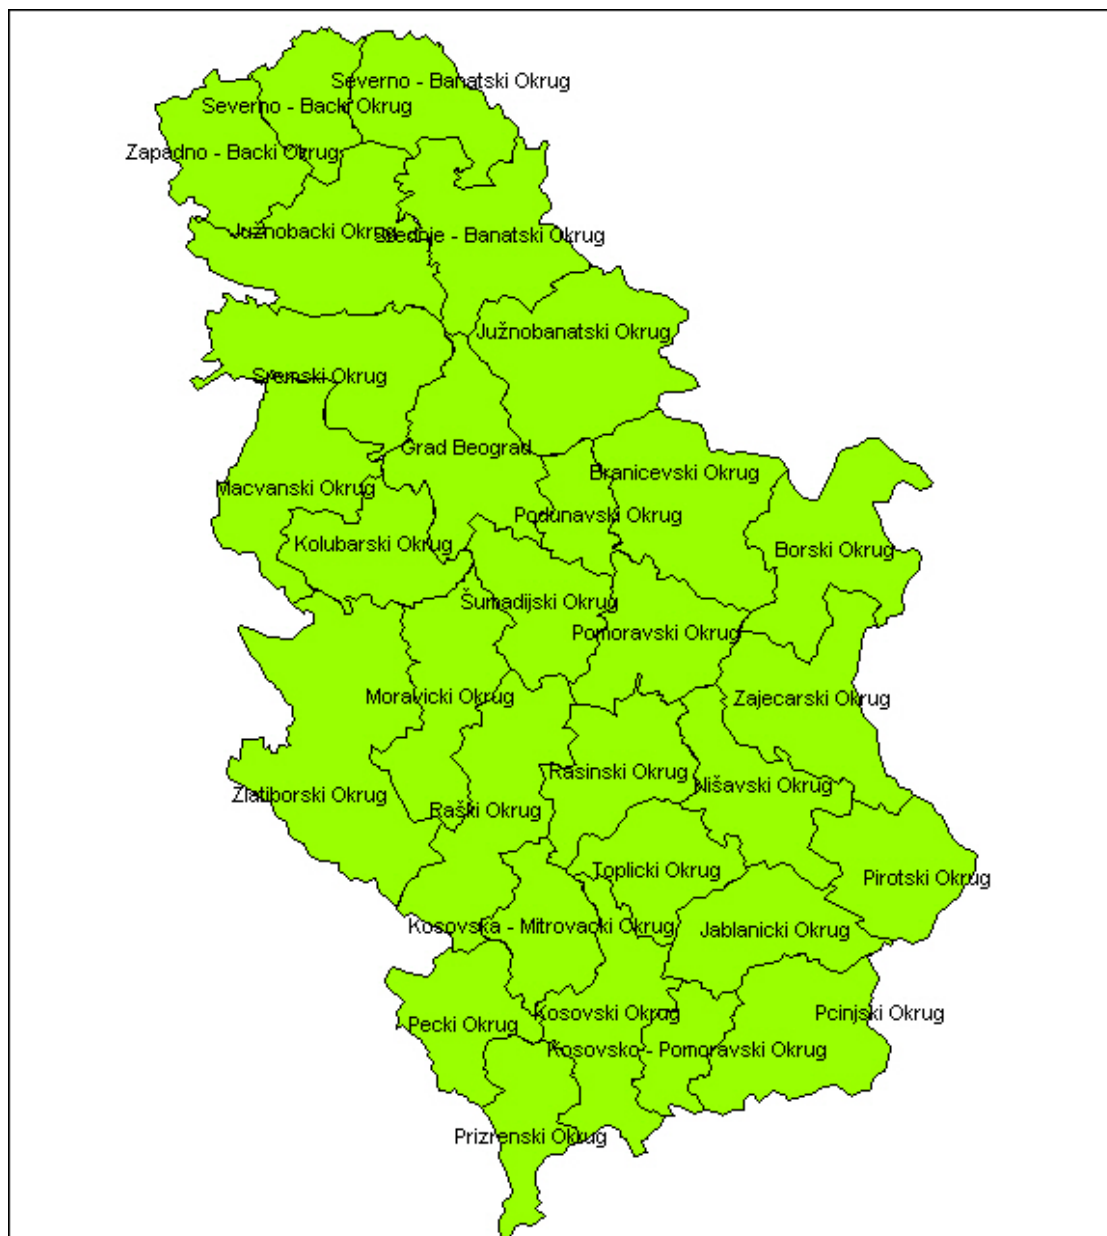 Severno - Banatski Okrug
Severno - Backi Okrug
Zapadno - Backi Okrug
Južnobacki Okrug
Srednje - Banatski Okrug
Južnobanatski Okrug
Sremski Okrug
Grad Beograd
Branicevski Okrug
Macvanski Okrug
Podunavski Okrug
Kolubarski Okrug
Borski Okrug
Šumadijski Okrug
Pomoravski Okrug
Moravicki Okrug
Zajecarski Okrug
Rasinski Okrug
Nišavski Okrug
Zlatiborski Okrug
Raški Okrug
Toplicki Okrug
Pirotski Okrug
Kosovska - Mitrovacki Okrug
Jablanicki Okrug
Kosovski Okrug
Pcinjski Okrug
Pecki Okrug
Kosovsko - Pomoravski Okrug
Prizrenski Okrug